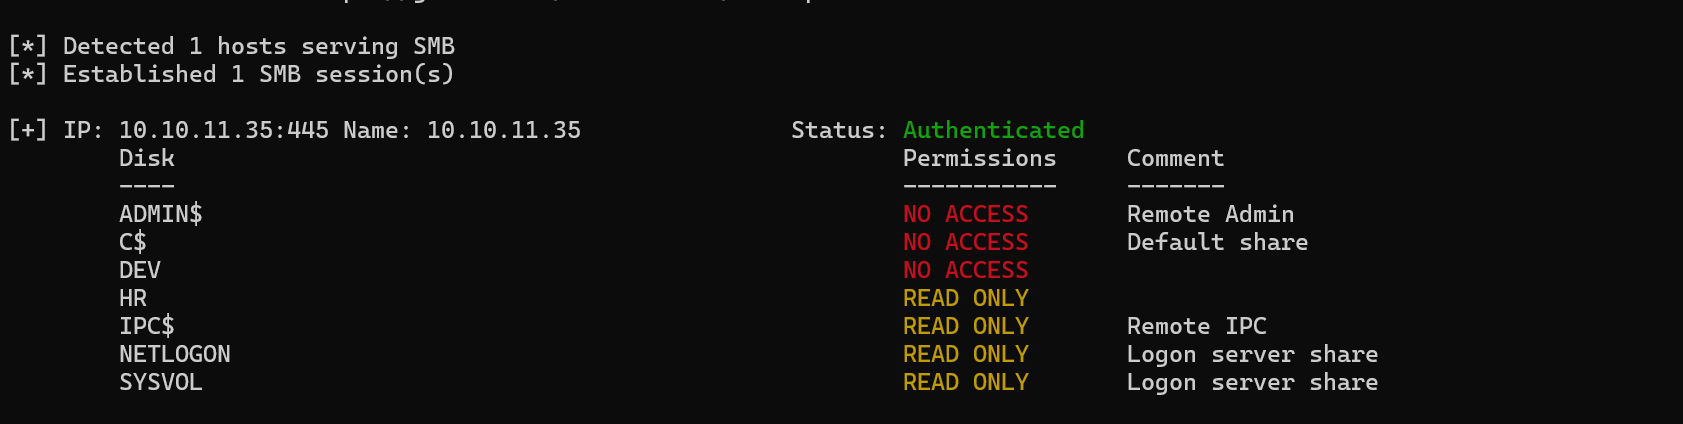 [*] Detected 1 hosts serving SMB
[*] Established 1 SMB session(s)
[+] IP: 10.10.11.35:445 Name: 10.10.11.35 Status: Authenticated
Disk Permissions Comment
---- ----------- -------
ADMIN$ NO ACCESS Remote Admin
C$ NO ACCESS Default share
DEV NO ACCESS
HR READ ONLY
IPC$ READ ONLY Remote IPC
NETLOGON READ ONLY Logon server share
SYSVOL READ ONLY Logon server share